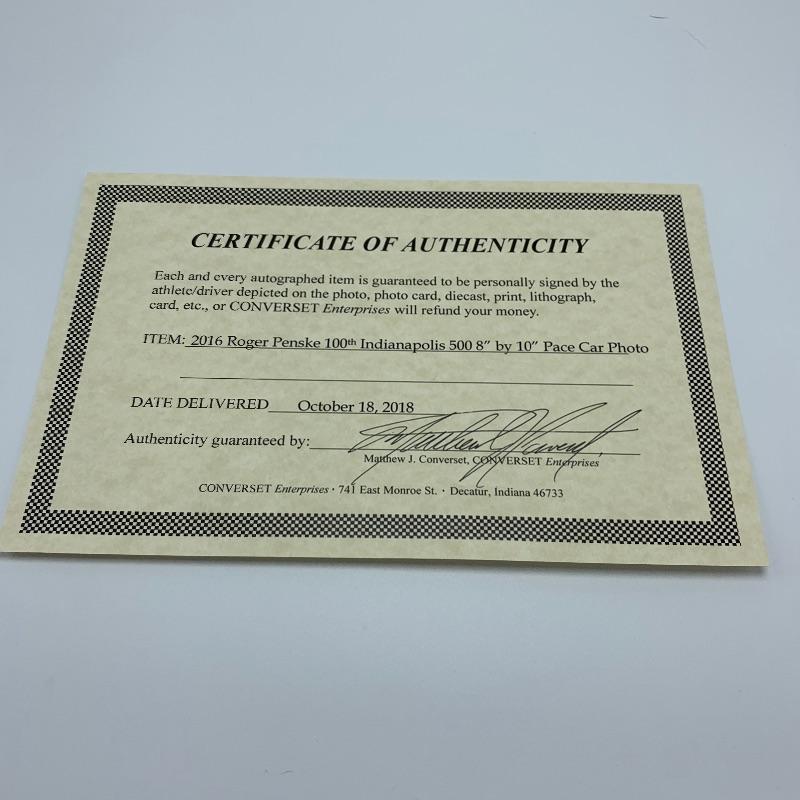 CERTIFICATE OF AUTHENTICITY
Each and every autographed item is guaranteed to be personally signed by the
athlete/driver depicted on the photo, photo card, diecast, print, lithograph,
card, etc., or CONVERSET Enterprises will refund your money.
ITEM: 2016 Roger Penske 100th Indianapolis 500 8” by 10” Pace Car Photo
DATE DELIVERED October 18, 2018
Authenticity guaranteed by: Matthew J. Converset
Matthew J. Converset, CONVERSET Enterprises
CONVERSET Enterprises · 741 East Monroe St. · Decatur, Indiana 46733